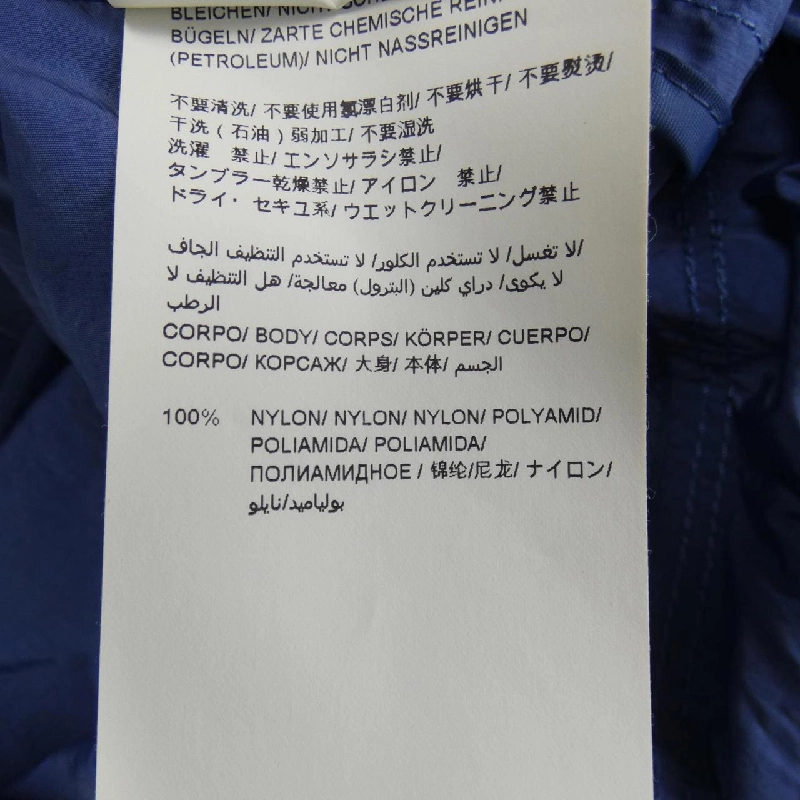 BLEICHEN/ NICHT
BÜGELN/ ZARTE CHEMISCHE
(PETROLEUM)/ NICHT NASSREINIGEN
不要清洗/ 不要使用氯漂白剂/ 不要烘干/ 不要熨烫/
干洗 ( 石油 ) 弱加工/ 不要湿洗
洗濯 禁止/ エンソサラシ禁止/
タンブラー乾燥禁止/ アイロン 禁止/
ドライ・ セキユ系/ ウエットクリーニング禁止
لا تغسل/ لا تستخدم الكلور/ لا تستخدم التنظيف الجاف/
لا يكوى/ دراي كلين (البترول) معالجة/ هل التنظيف لا
الرطب
CORPO/ BODY/ CORPS/ KÖRPER/ CUERPO/
CORPO/ КОРСАЖ/ 大身/ 本体/ الجسم
100% NYLON/ NYLON/ NYLON/ POLYAMID/
POLIAMIDA/ POLIAMIDA/
ПОЛИАМИДНОЕ / 锦纶/尼龙/ ナイロン/
بولياميد/نايلو